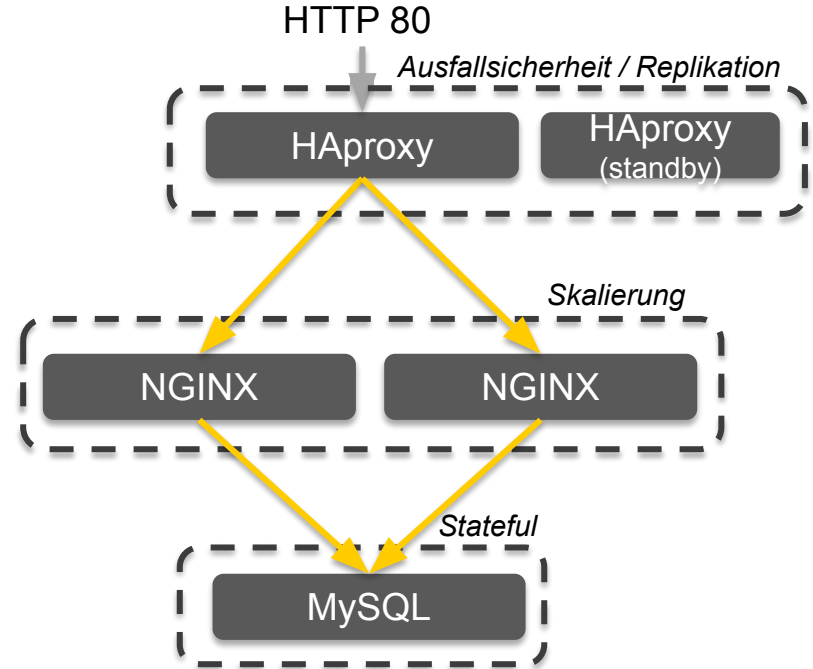 HTTP 80
Ausfallsicherheit / Replikation
HAproxy
HAproxy
(standby)
Skalierung
NGINX
NGINX
Stateful
MySQL